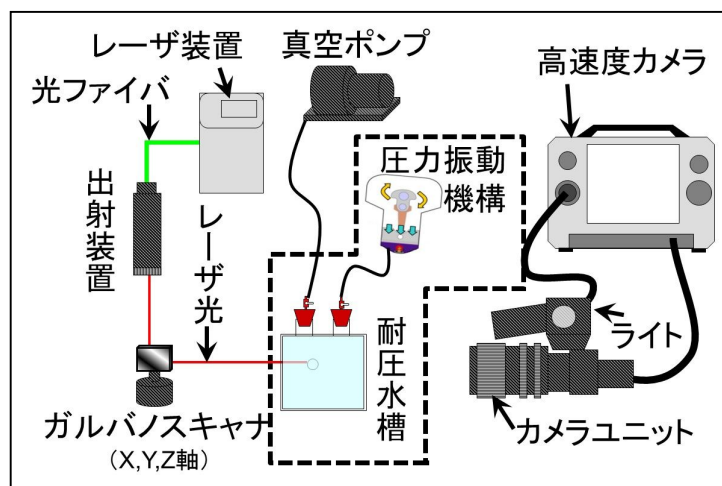 レーザ装置
光ファイバ
出射装置
レーザ光
ガルバノスキャナ
(X,Y,Z軸)
真空ポンプ
圧力振動
機構
耐圧水槽
高速度カメラ
ライト
カメラユニット